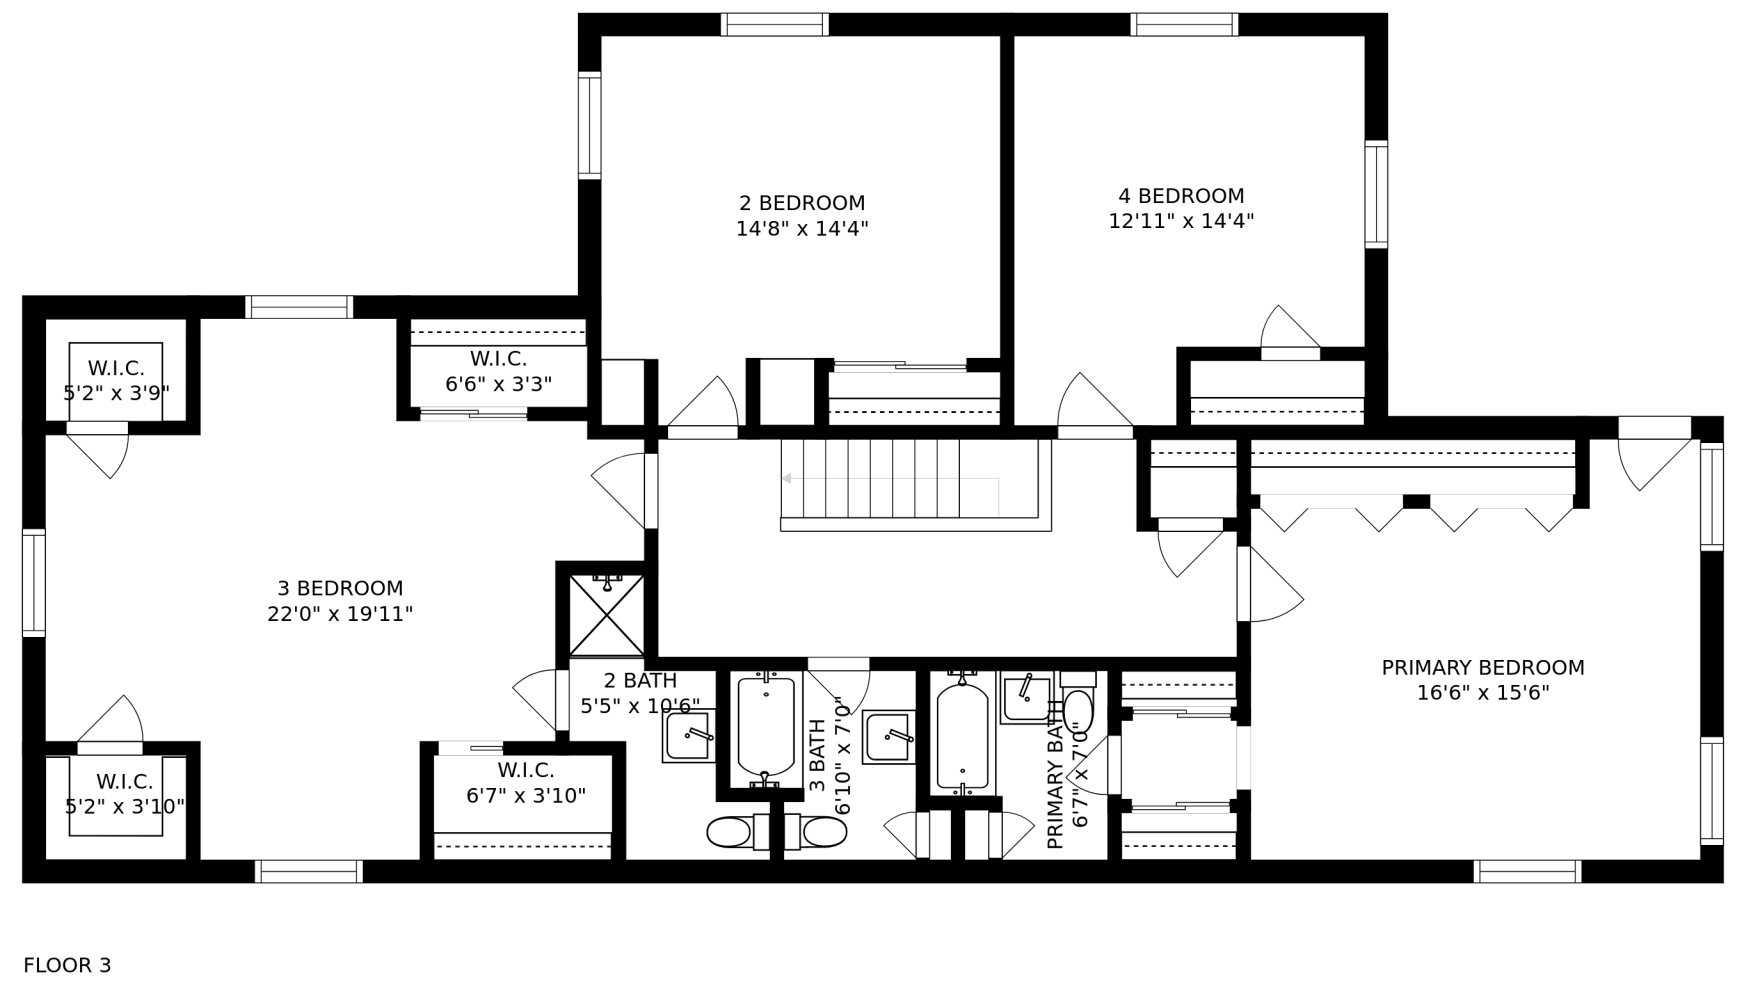 2 BEDROOM
14'8" x 14'4"
4 BEDROOM
12'11" x 14'4"
W.I.C.
5'2" x 3'9"
W.I.C.
6'6" x 3'3"
3 BEDROOM
22'0" x 19'11"
PRIMARY BEDROOM
16'6" x 15'6"
2 BATH
5'5" x 10'6"
3 BATH
6'10" x 7'0"
PRIMARY BATH
6'7" x 7'0"
W.I.C.
5'2" x 3'10"
W.I.C.
6'7" x 3'10"
FLOOR 3